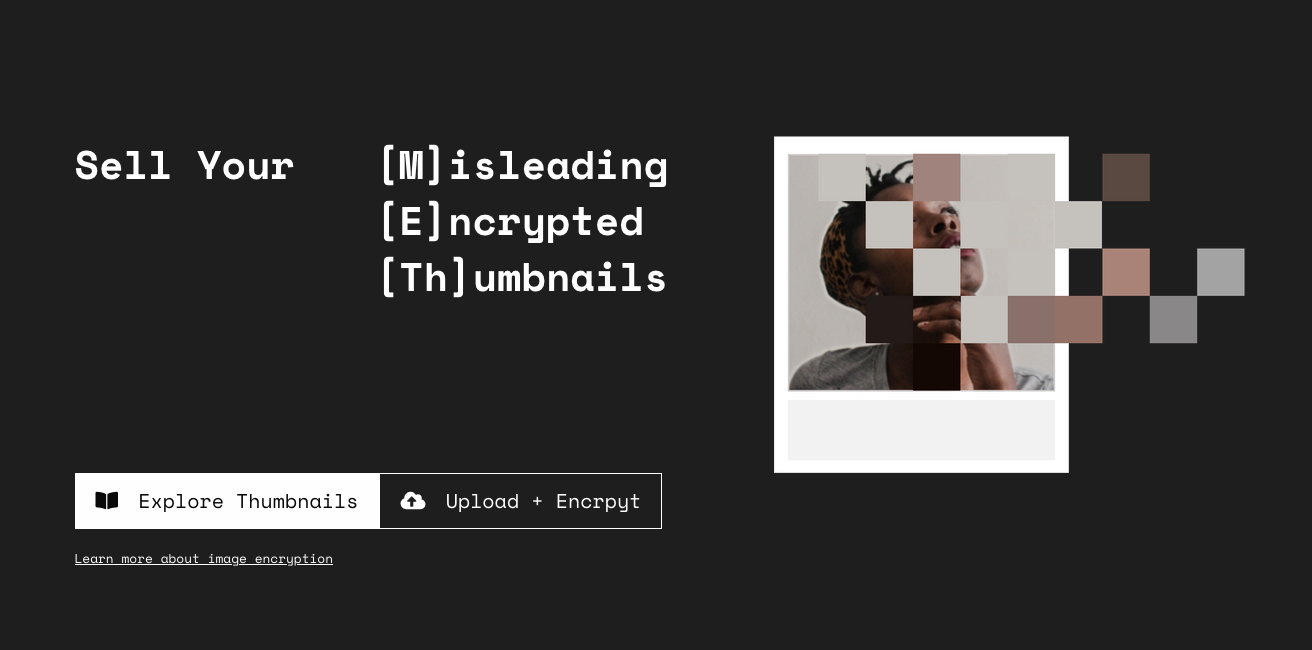 Sell Your [M]isleading
[E]ncrypted
[Th]umbnails
Explore Thumbnails
Upload + Encrpyt
Learn more about image encryption